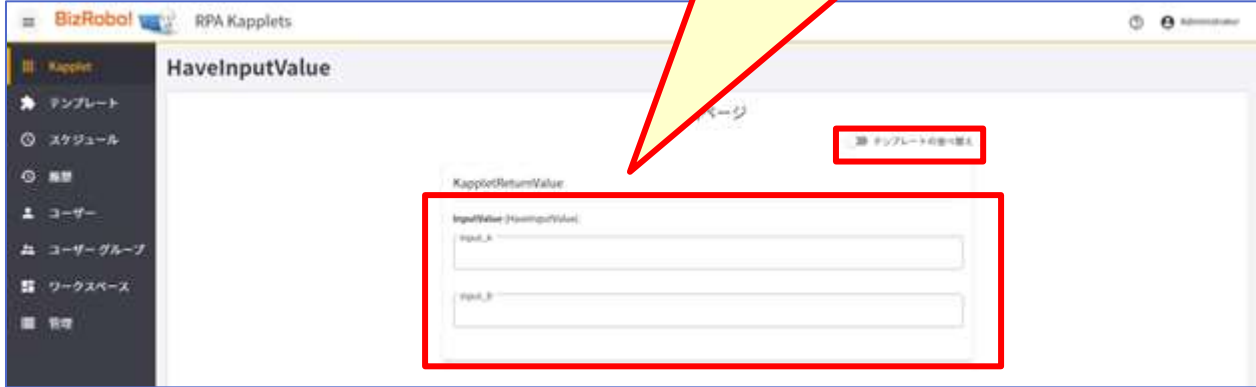 BizRobo! RPA Kapplets
Administrator
Kapplet
HaveInputValue
テンプレート
スケジュール
履歴
ユーザー
ユーザー グループ
ワークスペース
管理
ページ
テンプレートの並べ替え
KappletReturnValue
InputValue (HaveInputValue)
Input_A
Input_B